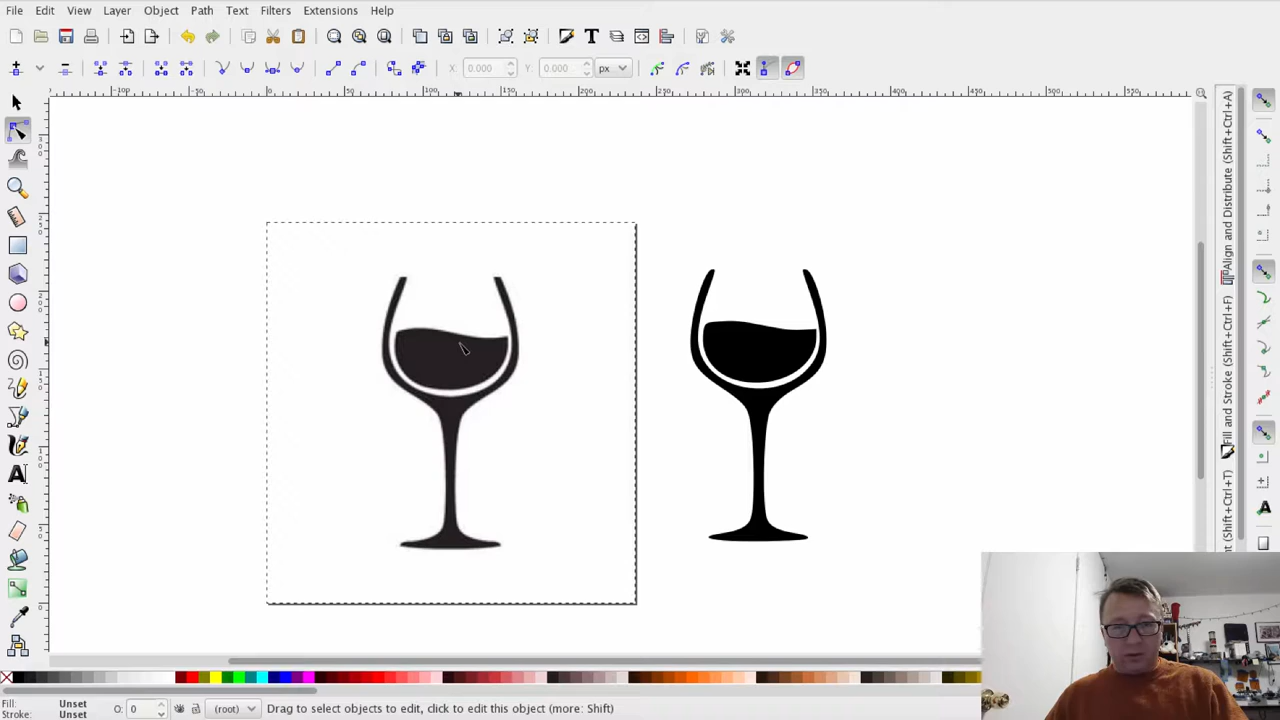 File Edit View Layer Object Path Text Filters Extensions Help
X: 0.000 Y: 0.000 px
Align and Distribute (Shift+Ctrl+A)
Fill and Stroke (Shift+Ctrl+F)
(Shift+Ctrl+T)
Fill: Unset
Stroke: Unset
O: 0 (root) Drag to select objects to edit, click to edit this object (more: Shift)